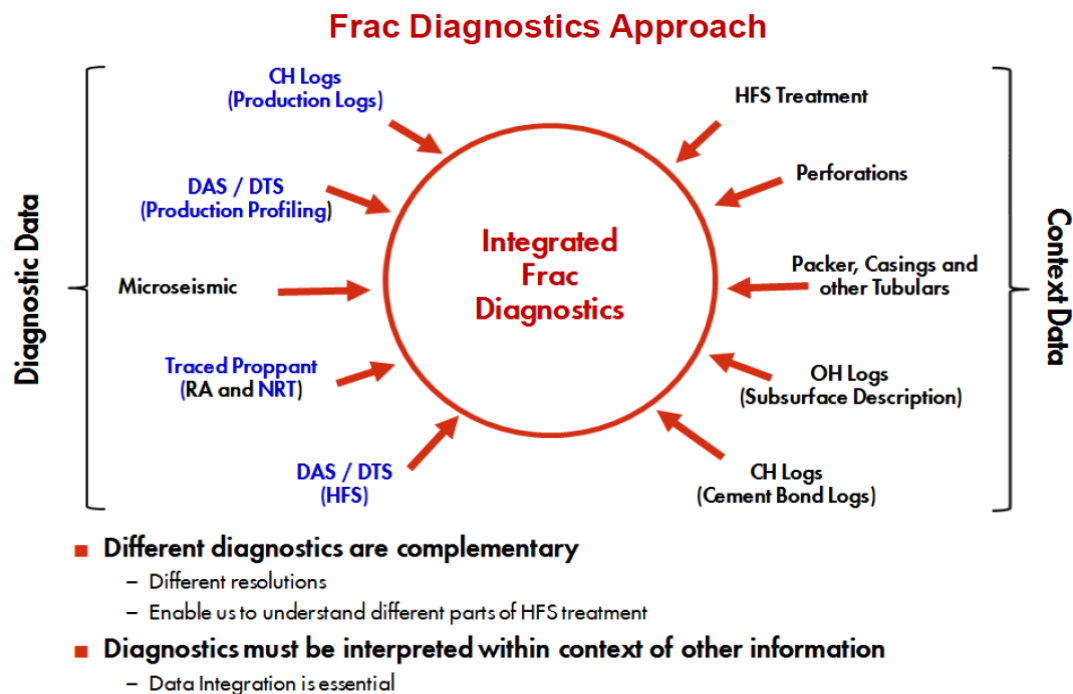 Frac Diagnostics Approach
Diagnostic Data
CH Logs
(Production Logs)
DAS / DTS
(Production Profiling)
Microseismic
Traced Proppant
(RA and NRT)
DAS / DTS
(HFS)
Integrated
Frac
Diagnostics
HFS Treatment
Perforations
Packer, Casings and
other Tubulars
OH Logs
(Subsurface Description)
CH Logs
(Cement Bond Logs)
Context Data
■ Different diagnostics are complementary
– Different resolutions
– Enable us to understand different parts of HFS treatment
■ Diagnostics must be interpreted within context of other information
– Data Integration is essential